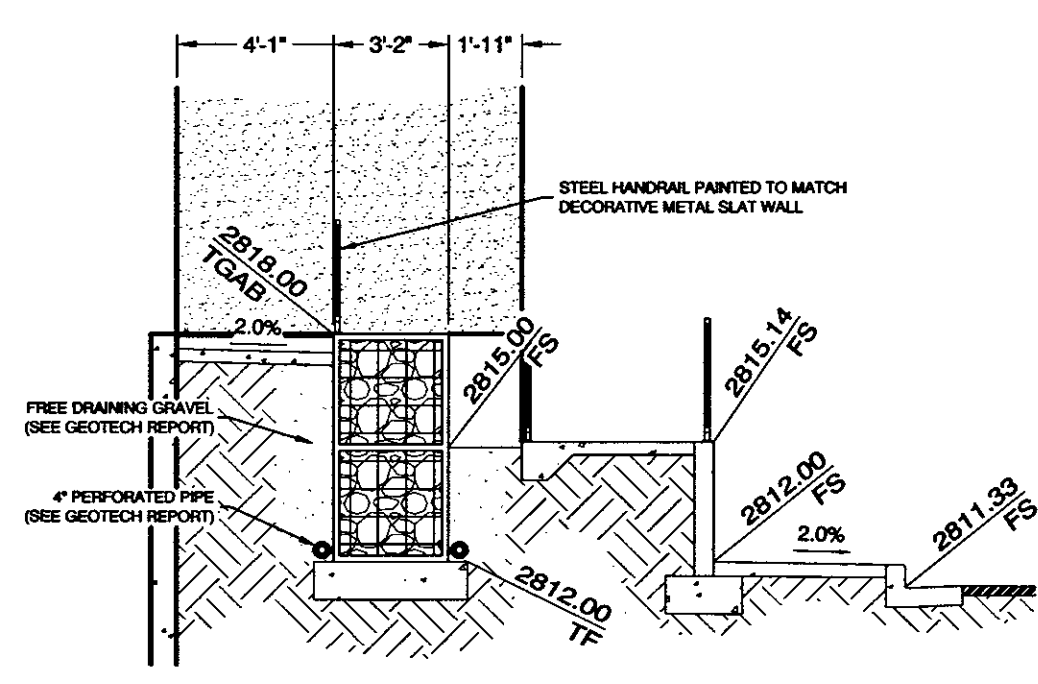 4'-1"
3'-2"
1'-11"
STEEL HANDRAIL PAINTED TO MATCH
DECORATIVE METAL SLAT WALL
2818.00
TGAB
2.0%
2815.00
FS
2815.14
FS
FREE DRAINING GRAVEL
(SEE GEOTECH REPORT)
4" PERFORATED PIPE
(SEE GEOTECH REPORT)
2812.00
FS
2.0%
2811.33
FS
2812.00
TF